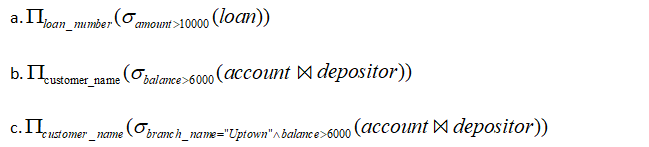 a. Π_loan_number(σ_amount>10000(loan))
b. Π_customer_name(σ_balance>6000(account ⋈ depositor))
c. Π_customer_name(σ_branch_name="Uptown"∧balance>6000(account ⋈ depositor))